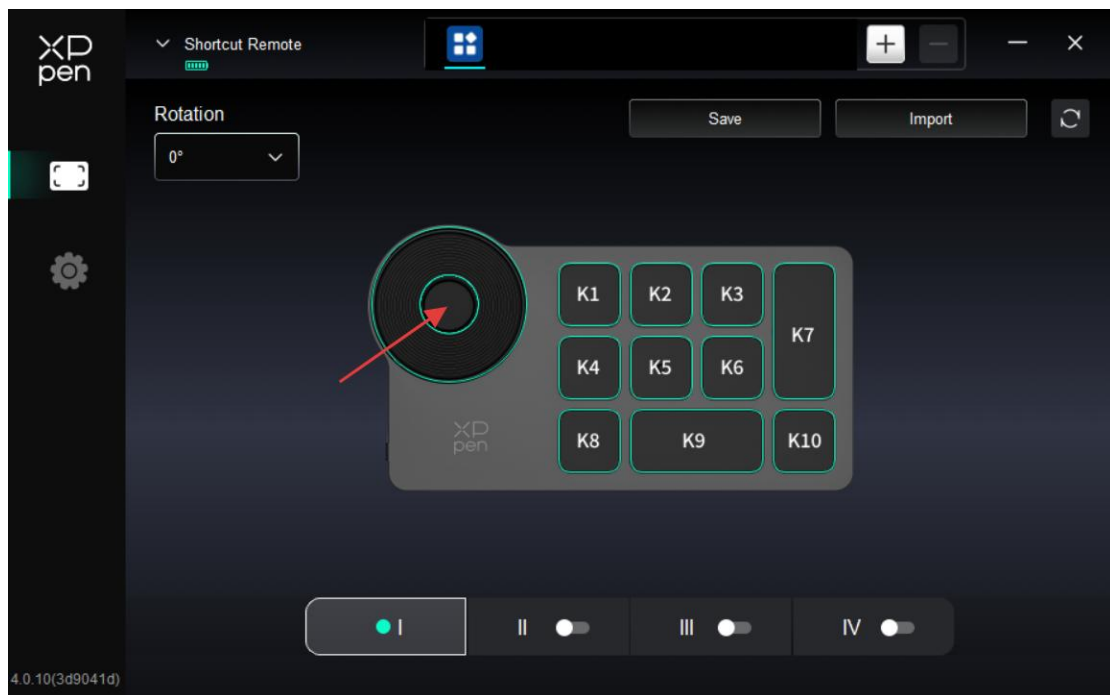 XP
pen
Shortcut Remote
Rotation
0°
Save
Import
K1
K2
K3
K7
K4
K5
K6
XP
pen
K8
K9
K10
I
II
III
IV
4.0.10(3d9041d)